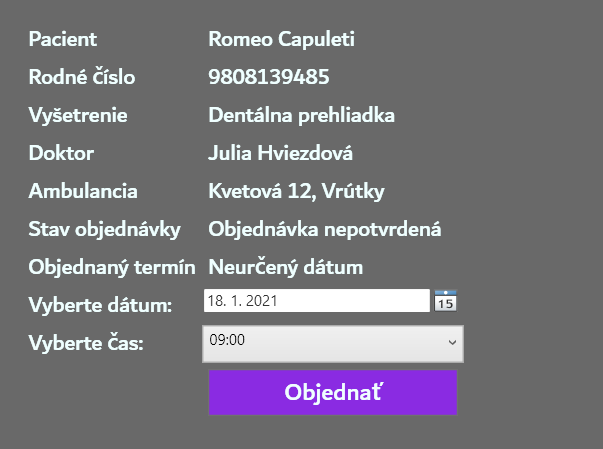 Pacient Romeo Capuleti
Rodné číslo 9808139485
Vyšetrenie Dentálna prehliadka
Doktor Julia Hviezdová
Ambulancia Kvetová 12, Vrútky
Stav objednávky Objednávka nepotvrdená
Objednaný termín Neurčený dátum
Vyberte dátum: 18. 1. 2021 15
Vyberte čas: 09:00
Objednať